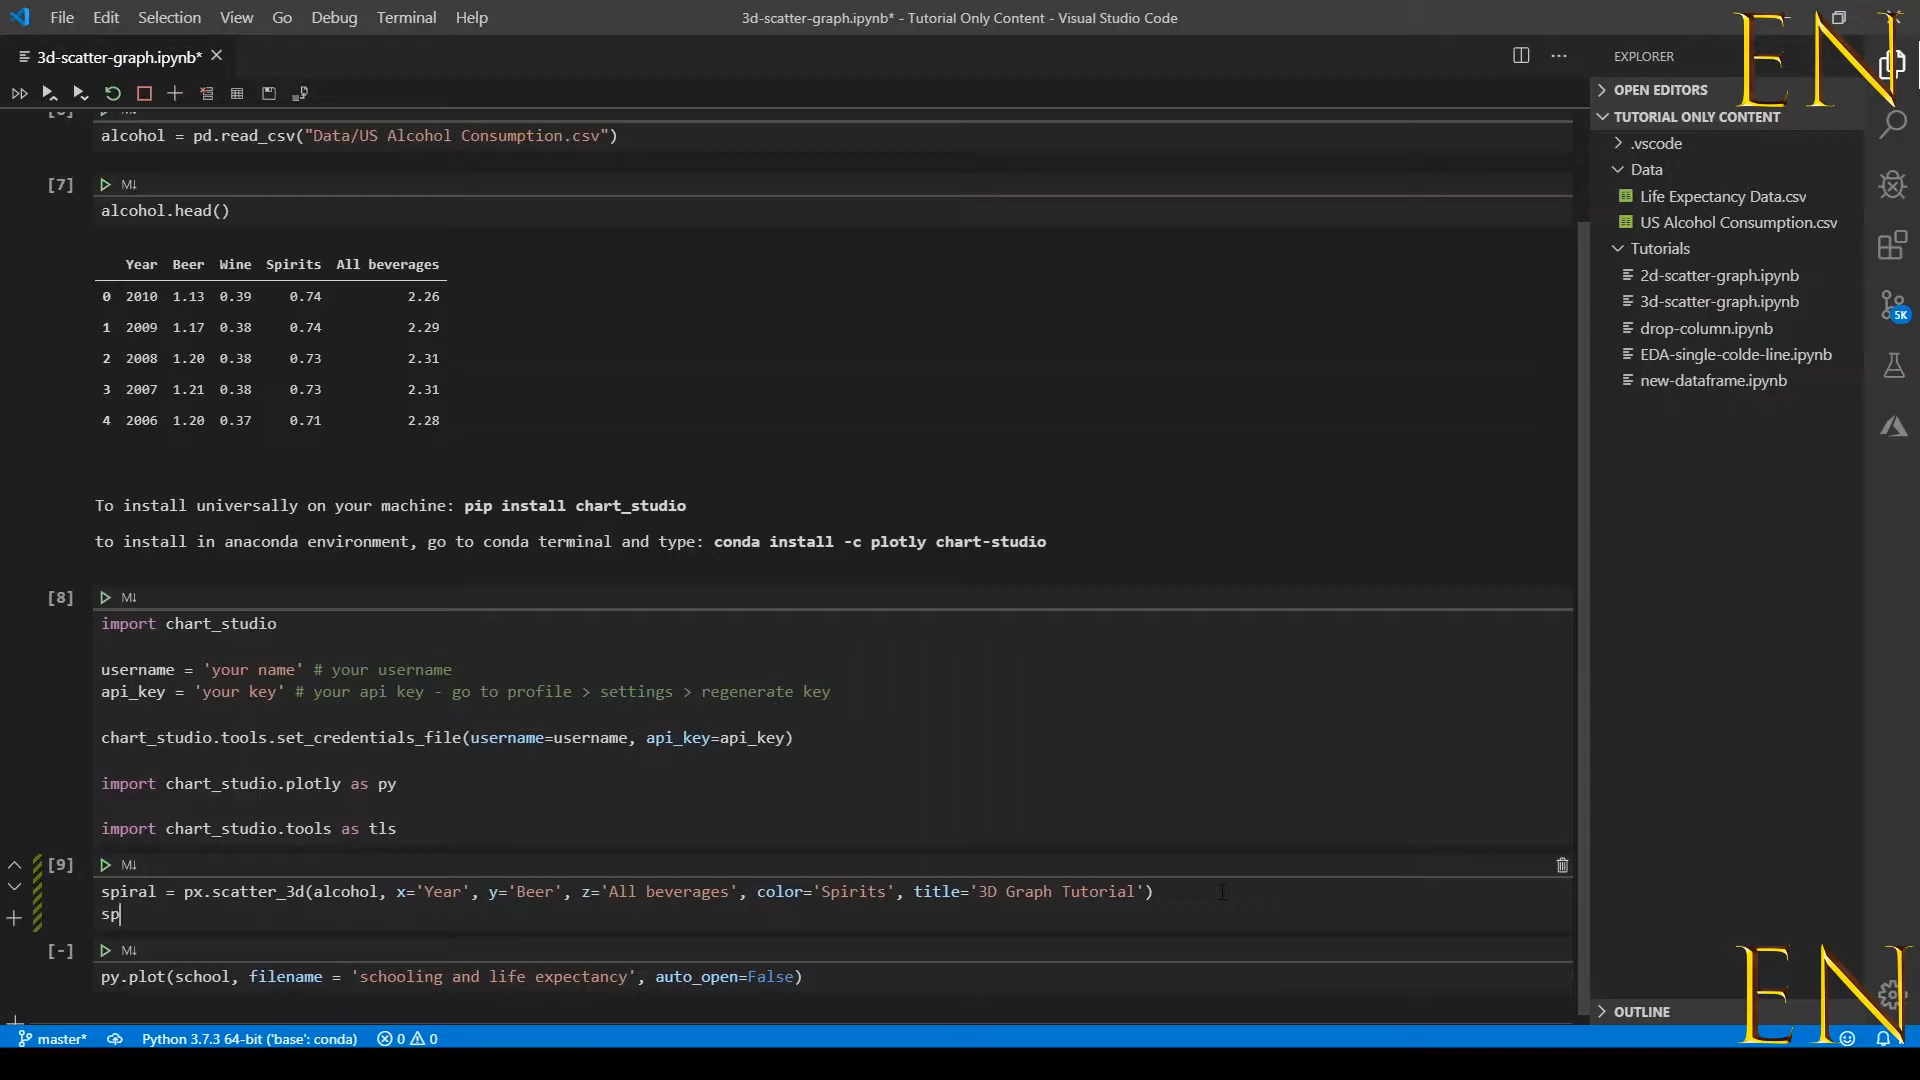 File Edit Selection View Go Debug Terminal Help
3d-scatter-graph.ipynb* - Tutorial Only Content - Visual Studio Code
EN
3d-scatter-graph.ipynb*
EXPLORER
OPEN EDITORS
TUTORIAL ONLY CONTENT
.vscode
Data
Life Expectancy Data.csv
US Alcohol Consumption.csv
Tutorials
2d-scatter-graph.ipynb
3d-scatter-graph.ipynb
drop-column.ipynb
EDA-single-colde-line.ipynb
new-dataframe.ipynb
5K
alcohol = pd.read_csv("Data/US Alcohol Consumption.csv")
[7] M↓
alcohol.head()
Year Beer Wine Spirits All beverages
0 2010 1.13 0.39 0.74 2.26
1 2009 1.17 0.38 0.74 2.29
2 2008 1.20 0.38 0.73 2.31
3 2007 1.21 0.38 0.73 2.31
4 2006 1.20 0.37 0.71 2.28
To install universally on your machine: pip install chart_studio
to install in anaconda environment, go to conda terminal and type: conda install -c plotly chart-studio
[8] M↓
import chart_studio
username = 'your name' # your username
api_key = 'your key' # your api key - go to profile > settings > regenerate key
chart_studio.tools.set_credentials_file(username=username, api_key=api_key)
import chart_studio.plotly as py
import chart_studio.tools as tls
[9] M↓
spiral = px.scatter_3d(alcohol, x='Year', y='Beer', z='All beverages', color='Spirits', title='3D Graph Tutorial')
sp
[-] M↓
py.plot(school, filename = 'schooling and life expectancy', auto_open=False)
OUTLINE
EN
master* Python 3.7.3 64-bit ('base': conda) 0 0